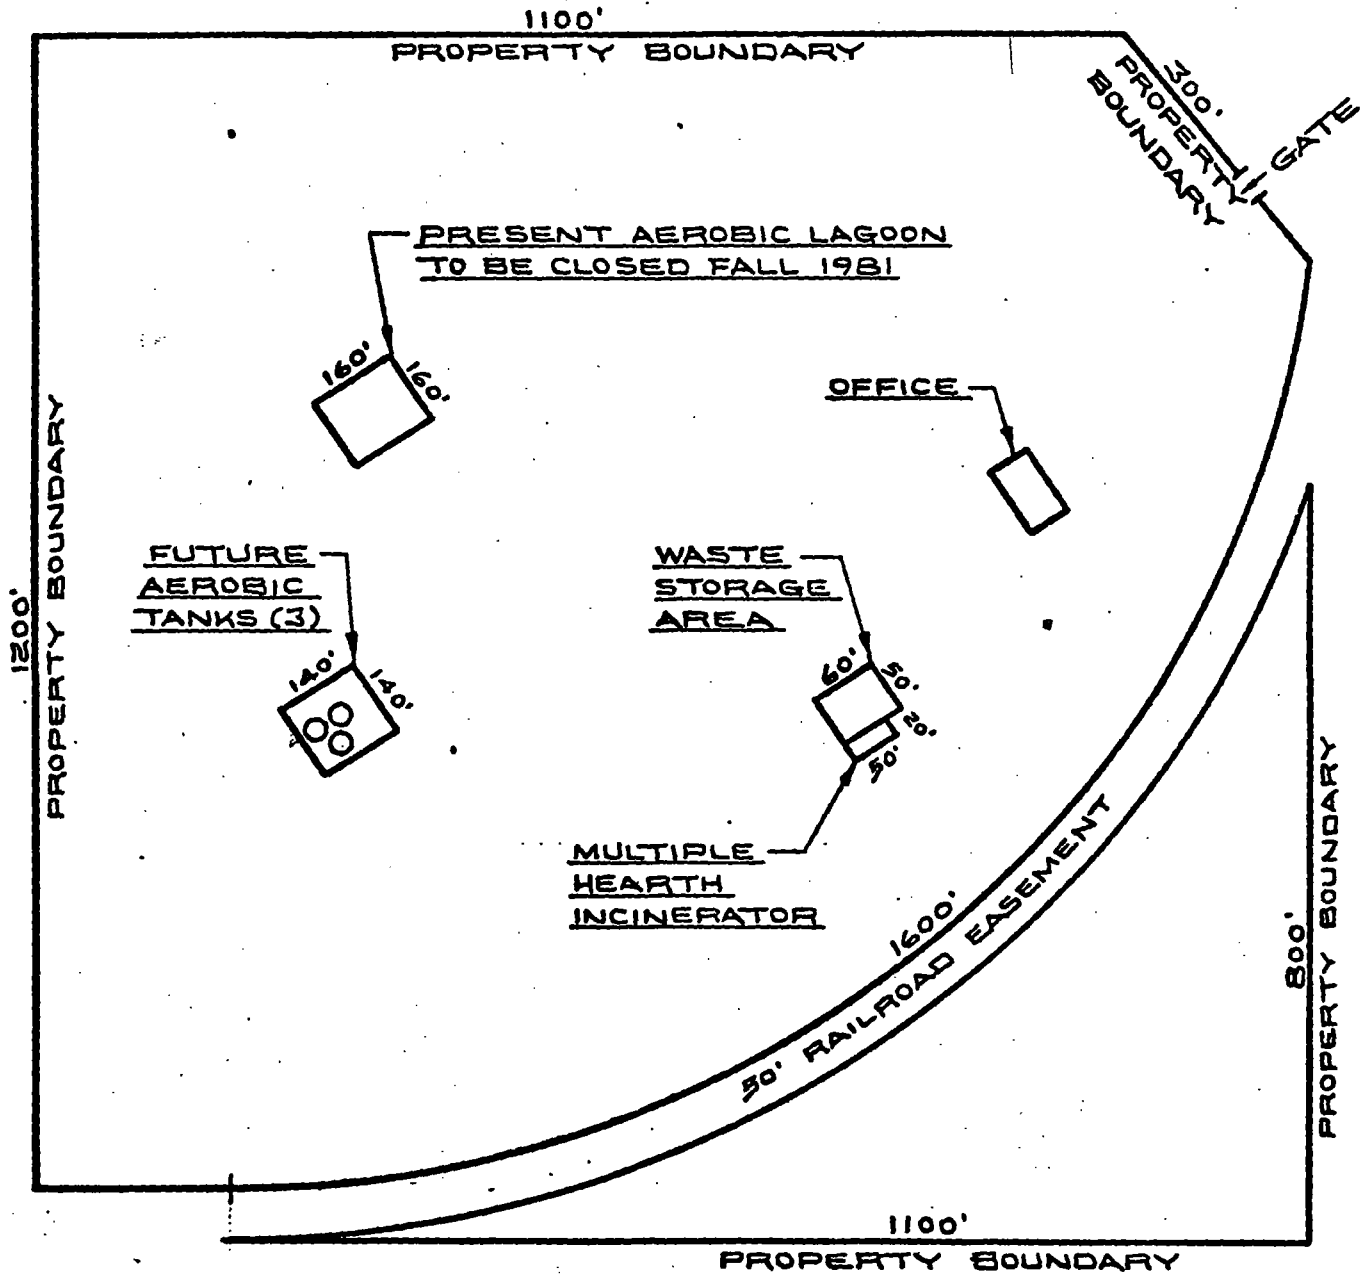 1100'
PROPERTY BOUNDARY
300'
PROPERTY
BOUNDARY
GATE
PRESENT AEROBIC LAGOON
TO BE CLOSED FALL 1981
160'
160'
OFFICE
1200'
PROPERTY BOUNDARY
FUTURE
AEROBIC
TANKS (3)
140'
140'
WASTE
STORAGE
AREA
60'
50'
20'
50'
MULTIPLE
HEARTH
INCINERATOR
1600'
50' RAILROAD EASEMENT
800'
PROPERTY BOUNDARY
1100'
PROPERTY BOUNDARY